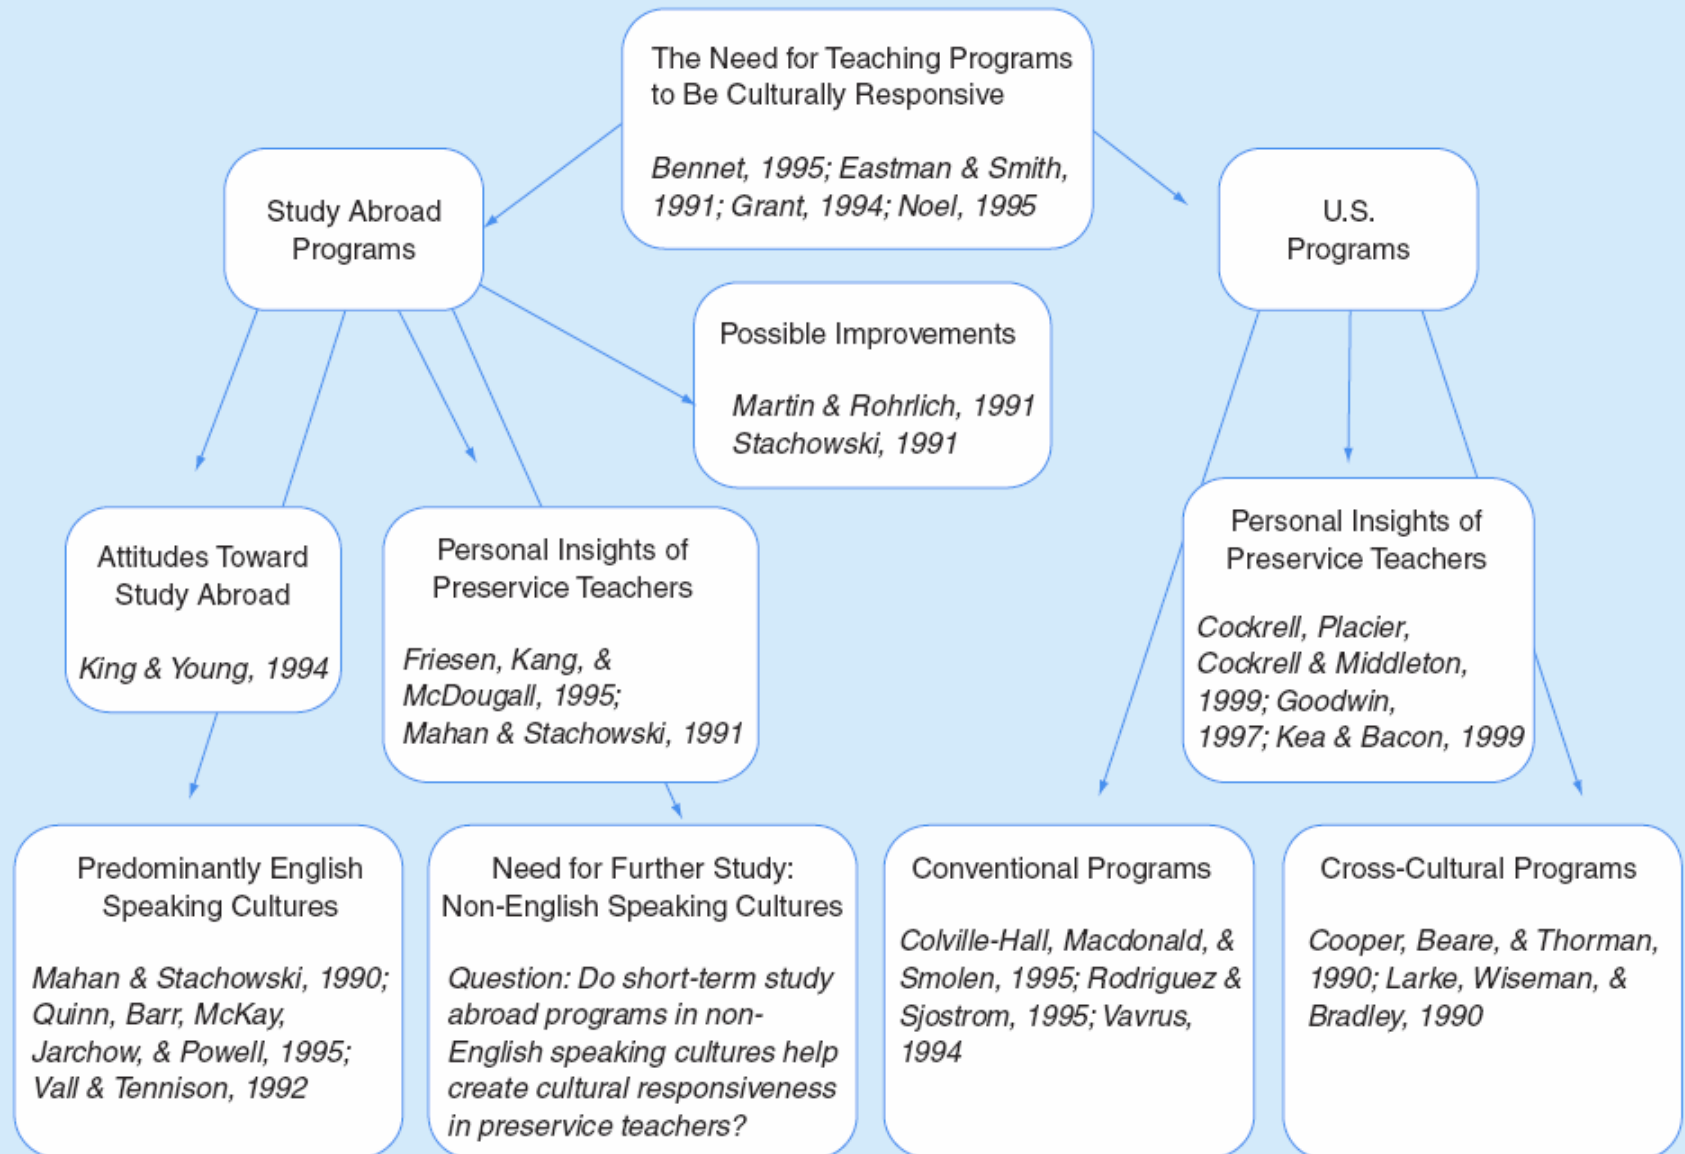 The Need for Teaching Programs
to Be Culturally Responsive
Bennet, 1995; Eastman & Smith,
1991; Grant, 1994; Noel, 1995
Study Abroad
Programs
U.S.
Programs
Possible Improvements
Martin & Rohrlich, 1991
Stachowski, 1991
Attitudes Toward
Study Abroad
King & Young, 1994
Personal Insights of
Preservice Teachers
Friesen, Kang, &
McDougall, 1995;
Mahan & Stachowski, 1991
Personal Insights of
Preservice Teachers
Cockrell, Placier,
Cockrell & Middleton,
1999; Goodwin,
1997; Kea & Bacon, 1999
Predominantly English
Speaking Cultures
Mahan & Stachowski, 1990;
Quinn, Barr, McKay,
Jarchow, & Powell, 1995;
Vall & Tennison, 1992
Need for Further Study:
Non-English Speaking Cultures
Question: Do short-term study
abroad programs in non-
English speaking cultures help
create cultural responsiveness
in preservice teachers?
Conventional Programs
Colville-Hall, Macdonald, &
Smolen, 1995; Rodriguez &
Sjostrom, 1995; Vavrus,
1994
Cross-Cultural Programs
Cooper, Beare, & Thorman,
1990; Larke, Wiseman, &
Bradley, 1990